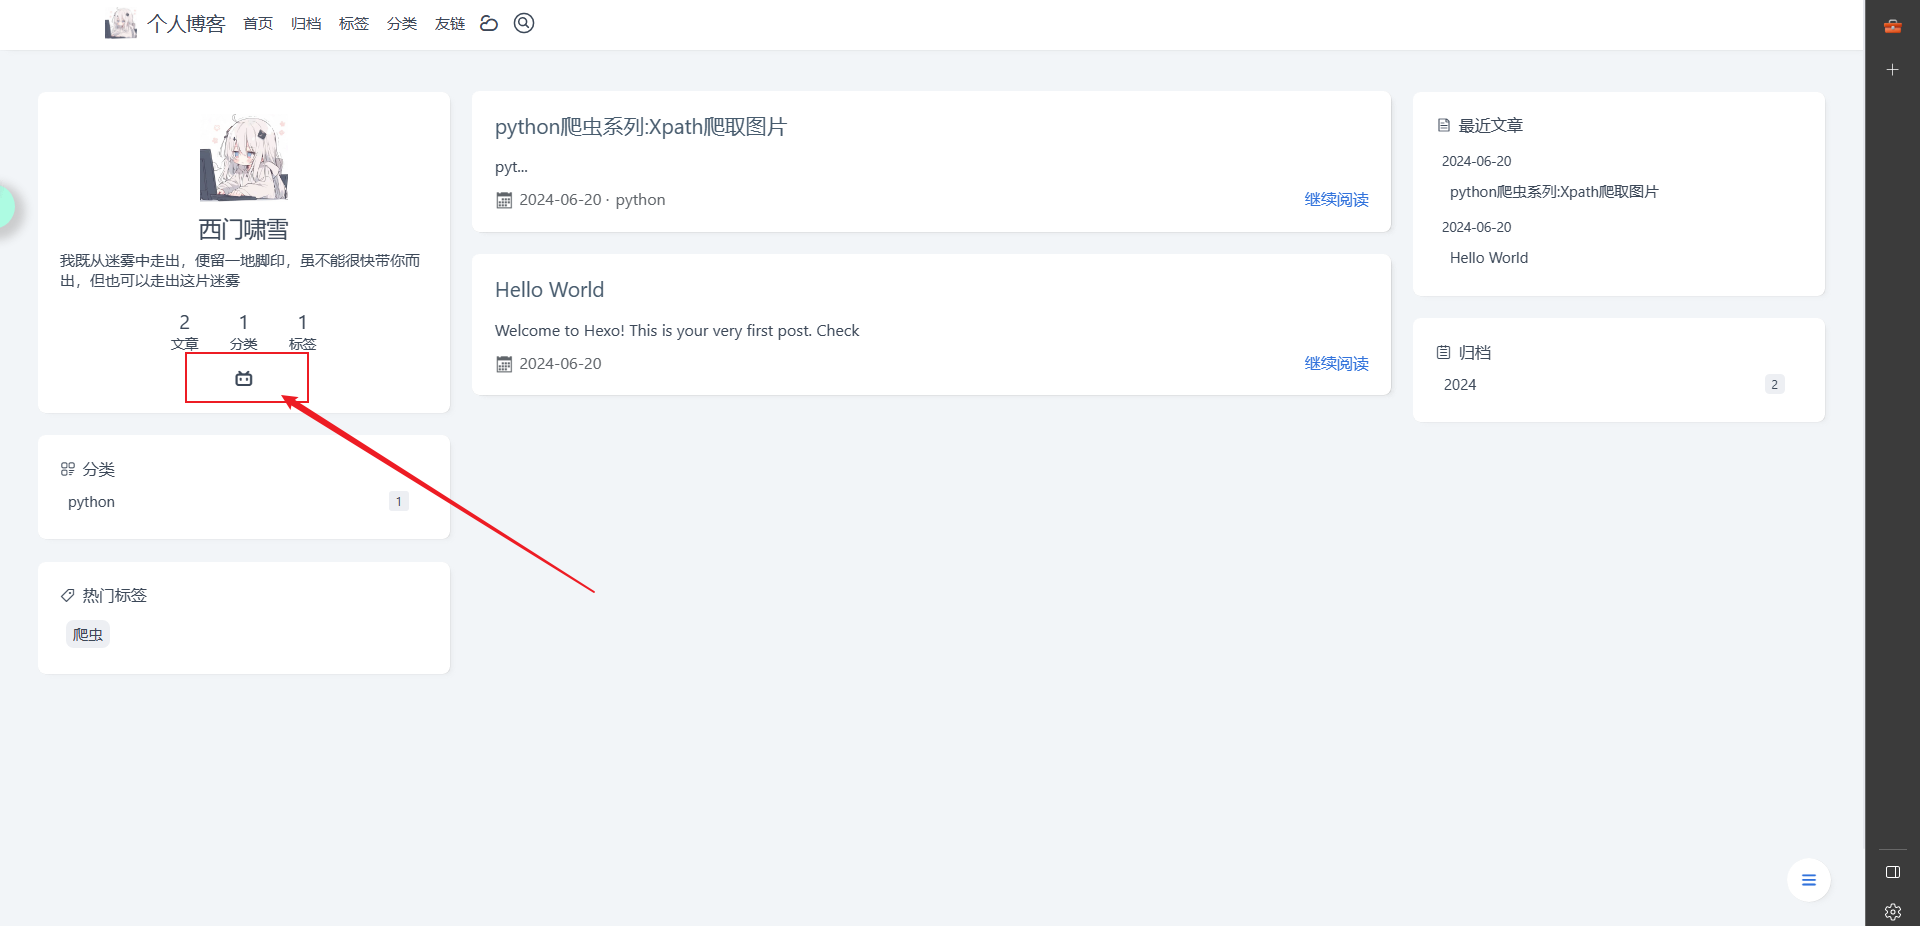 个人博客 首页 归档 标签 分类 友链
西门啸雪
我既从迷雾中走出，便留一地脚印，虽不能很快带你而
出，但也可以走出这片迷雾
2 1 1
文章 分类 标签
分类
python 1
热门标签
爬虫
python爬虫系列:Xpath爬取图片
pyt...
2024-06-20 · python 继续阅读
Hello World
Welcome to Hexo! This is your very first post. Check
2024-06-20 继续阅读
最近文章
2024-06-20
python爬虫系列:Xpath爬取图片
2024-06-20
Hello World
归档
2024 2